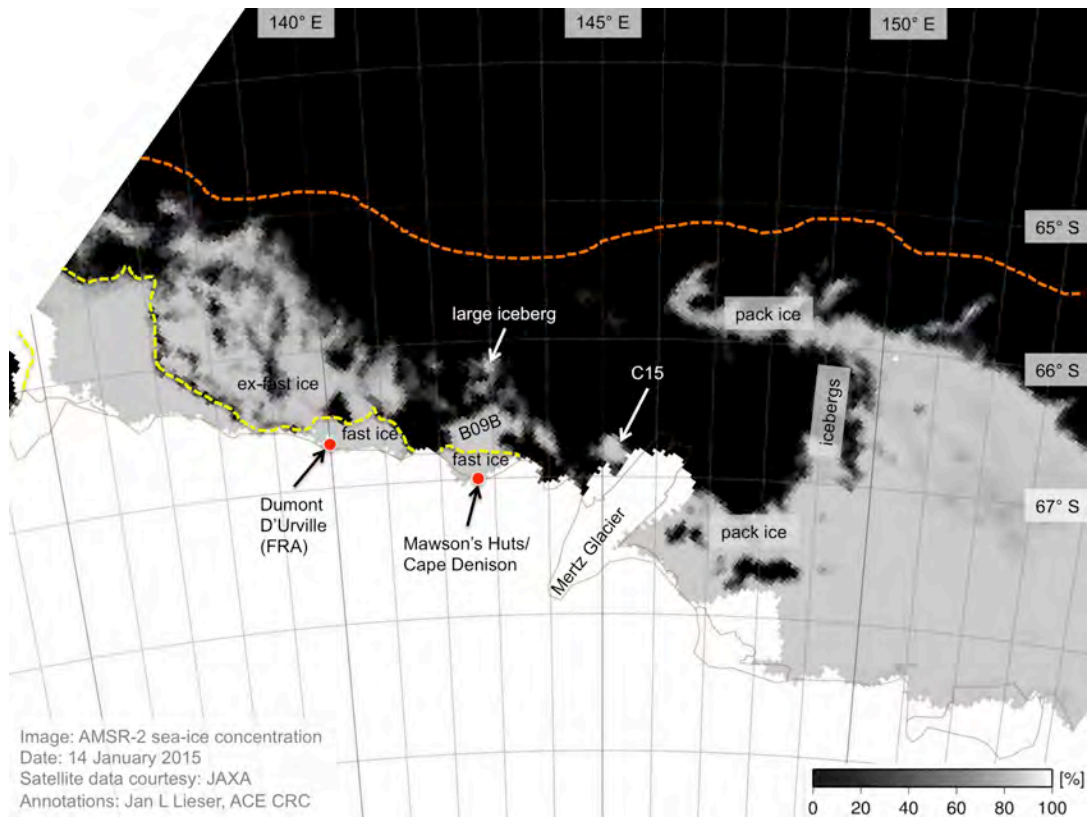 140° E
145° E
150° E
65° S
large iceberg
pack ice
C15
66° S
ex-fast ice
icebergs
B09B
fast ice
fast ice
67° S
Dumont
D'Urville
(FRA)
Mawson's Huts/
Cape Denison
Mertz Glacier
pack ice
Image: AMSR-2 sea-ice concentration
Date: 14 January 2015
Satellite data courtesy: JAXA
Annotations: Jan L Lieser, ACE CRC
[%]
0 20 40 60 80 100